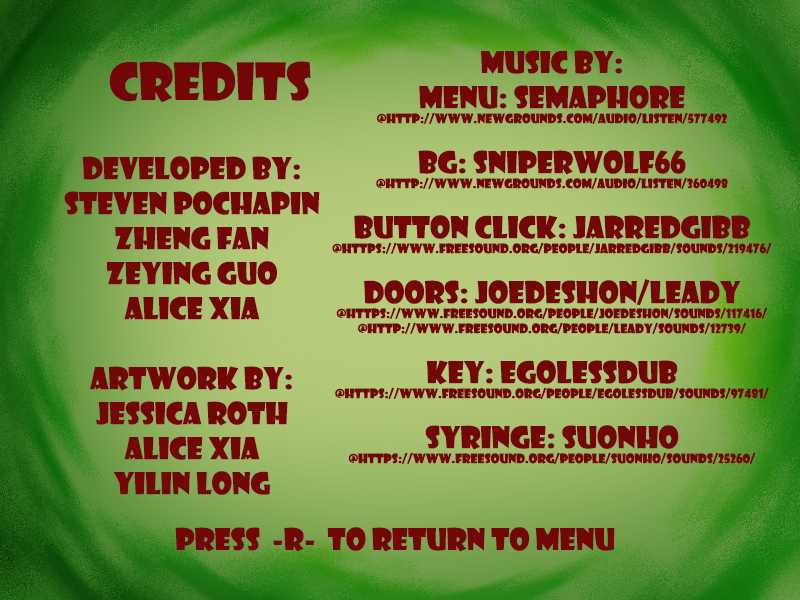 CREDITS
DEVELOPED BY:
STEVEN POCHAPIN
ZHENG FAN
ZEYING GUO
ALICE XIA
ARTWORK BY:
JESSICA ROTH
ALICE XIA
YILIN LONG
MUSIC BY:
MENU: SEMAPHORE
@HTTP://WWW.NEWGROUNDS.COM/AUDIO/LISTEN/577492
BG: SNIPERWOLF66
@HTTP://WWW.NEWGROUNDS.COM/AUDIO/LISTEN/360498
BUTTON CLICK: JARREDGIBB
@HTTPS://WWW.FREESOUND.ORG/PEOPLE/JARREDGIBB/SOUNDS/219476/
DOORS: JOEDESHON/LEADY
@HTTPS://WWW.FREESOUND.ORG/PEOPLE/JOEDESHON/SOUNDS/117416/
@HTTP://WWW.FREESOUND.ORG/PEOPLE/LEADY/SOUNDS/12739/
KEY: EGOLESSDUB
@HTTPS://WWW.FREESOUND.ORG/PEOPLE/EGOLESSDUB/SOUNDS/97481/
SYRINGE: SUONHO
@HTTPS://WWW.FREESOUND.ORG/PEOPLE/SUONHO/SOUNDS/25260/
PRESS -R- TO RETURN TO MENU